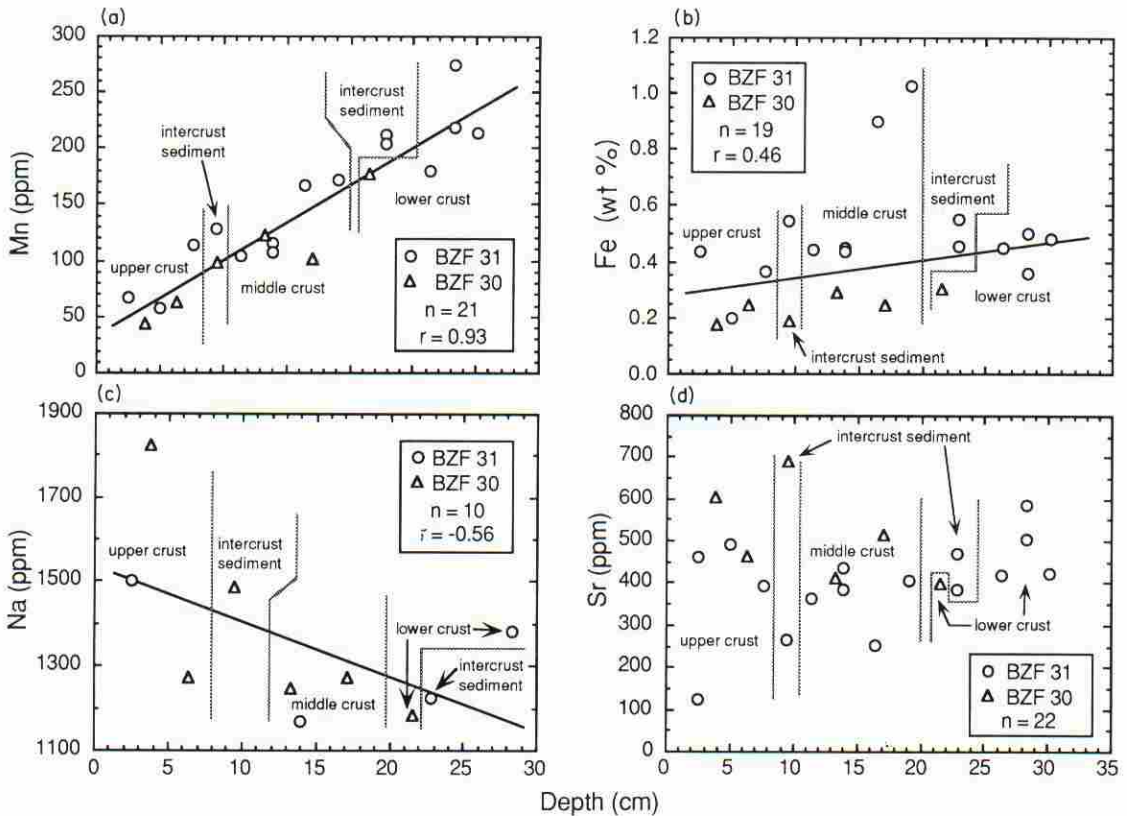 (a)
Mn (ppm)
300
250
200
150
100
50
0
intercrust
sediment
intercrust
sediment
lower crust
upper crust
middle crust
BZF 31
BZF 30
n = 21
r = 0.93
(b)
Fe (wt %)
1.2
1.0
0.8
0.6
0.4
0.2
0.0
BZF 31
BZF 30
n = 19
r = 0.46
intercrust
sediment
upper crust
middle crust
lower crust
intercrust sediment
(c)
Na (ppm)
1900
1700
1500
1300
1100
BZF 31
BZF 30
n = 10
r = -0.56
upper crust
intercrust
sediment
lower crust
intercrust
sediment
middle crust
0 5 10 15 20 25 30
(d)
Sr (ppm)
800
700
600
500
400
300
200
100
0
intercrust sediment
middle crust
upper crust
lower crust
BZF 31
BZF 30
n = 22
0 5 10 15 20 25 30 35
Depth (cm)